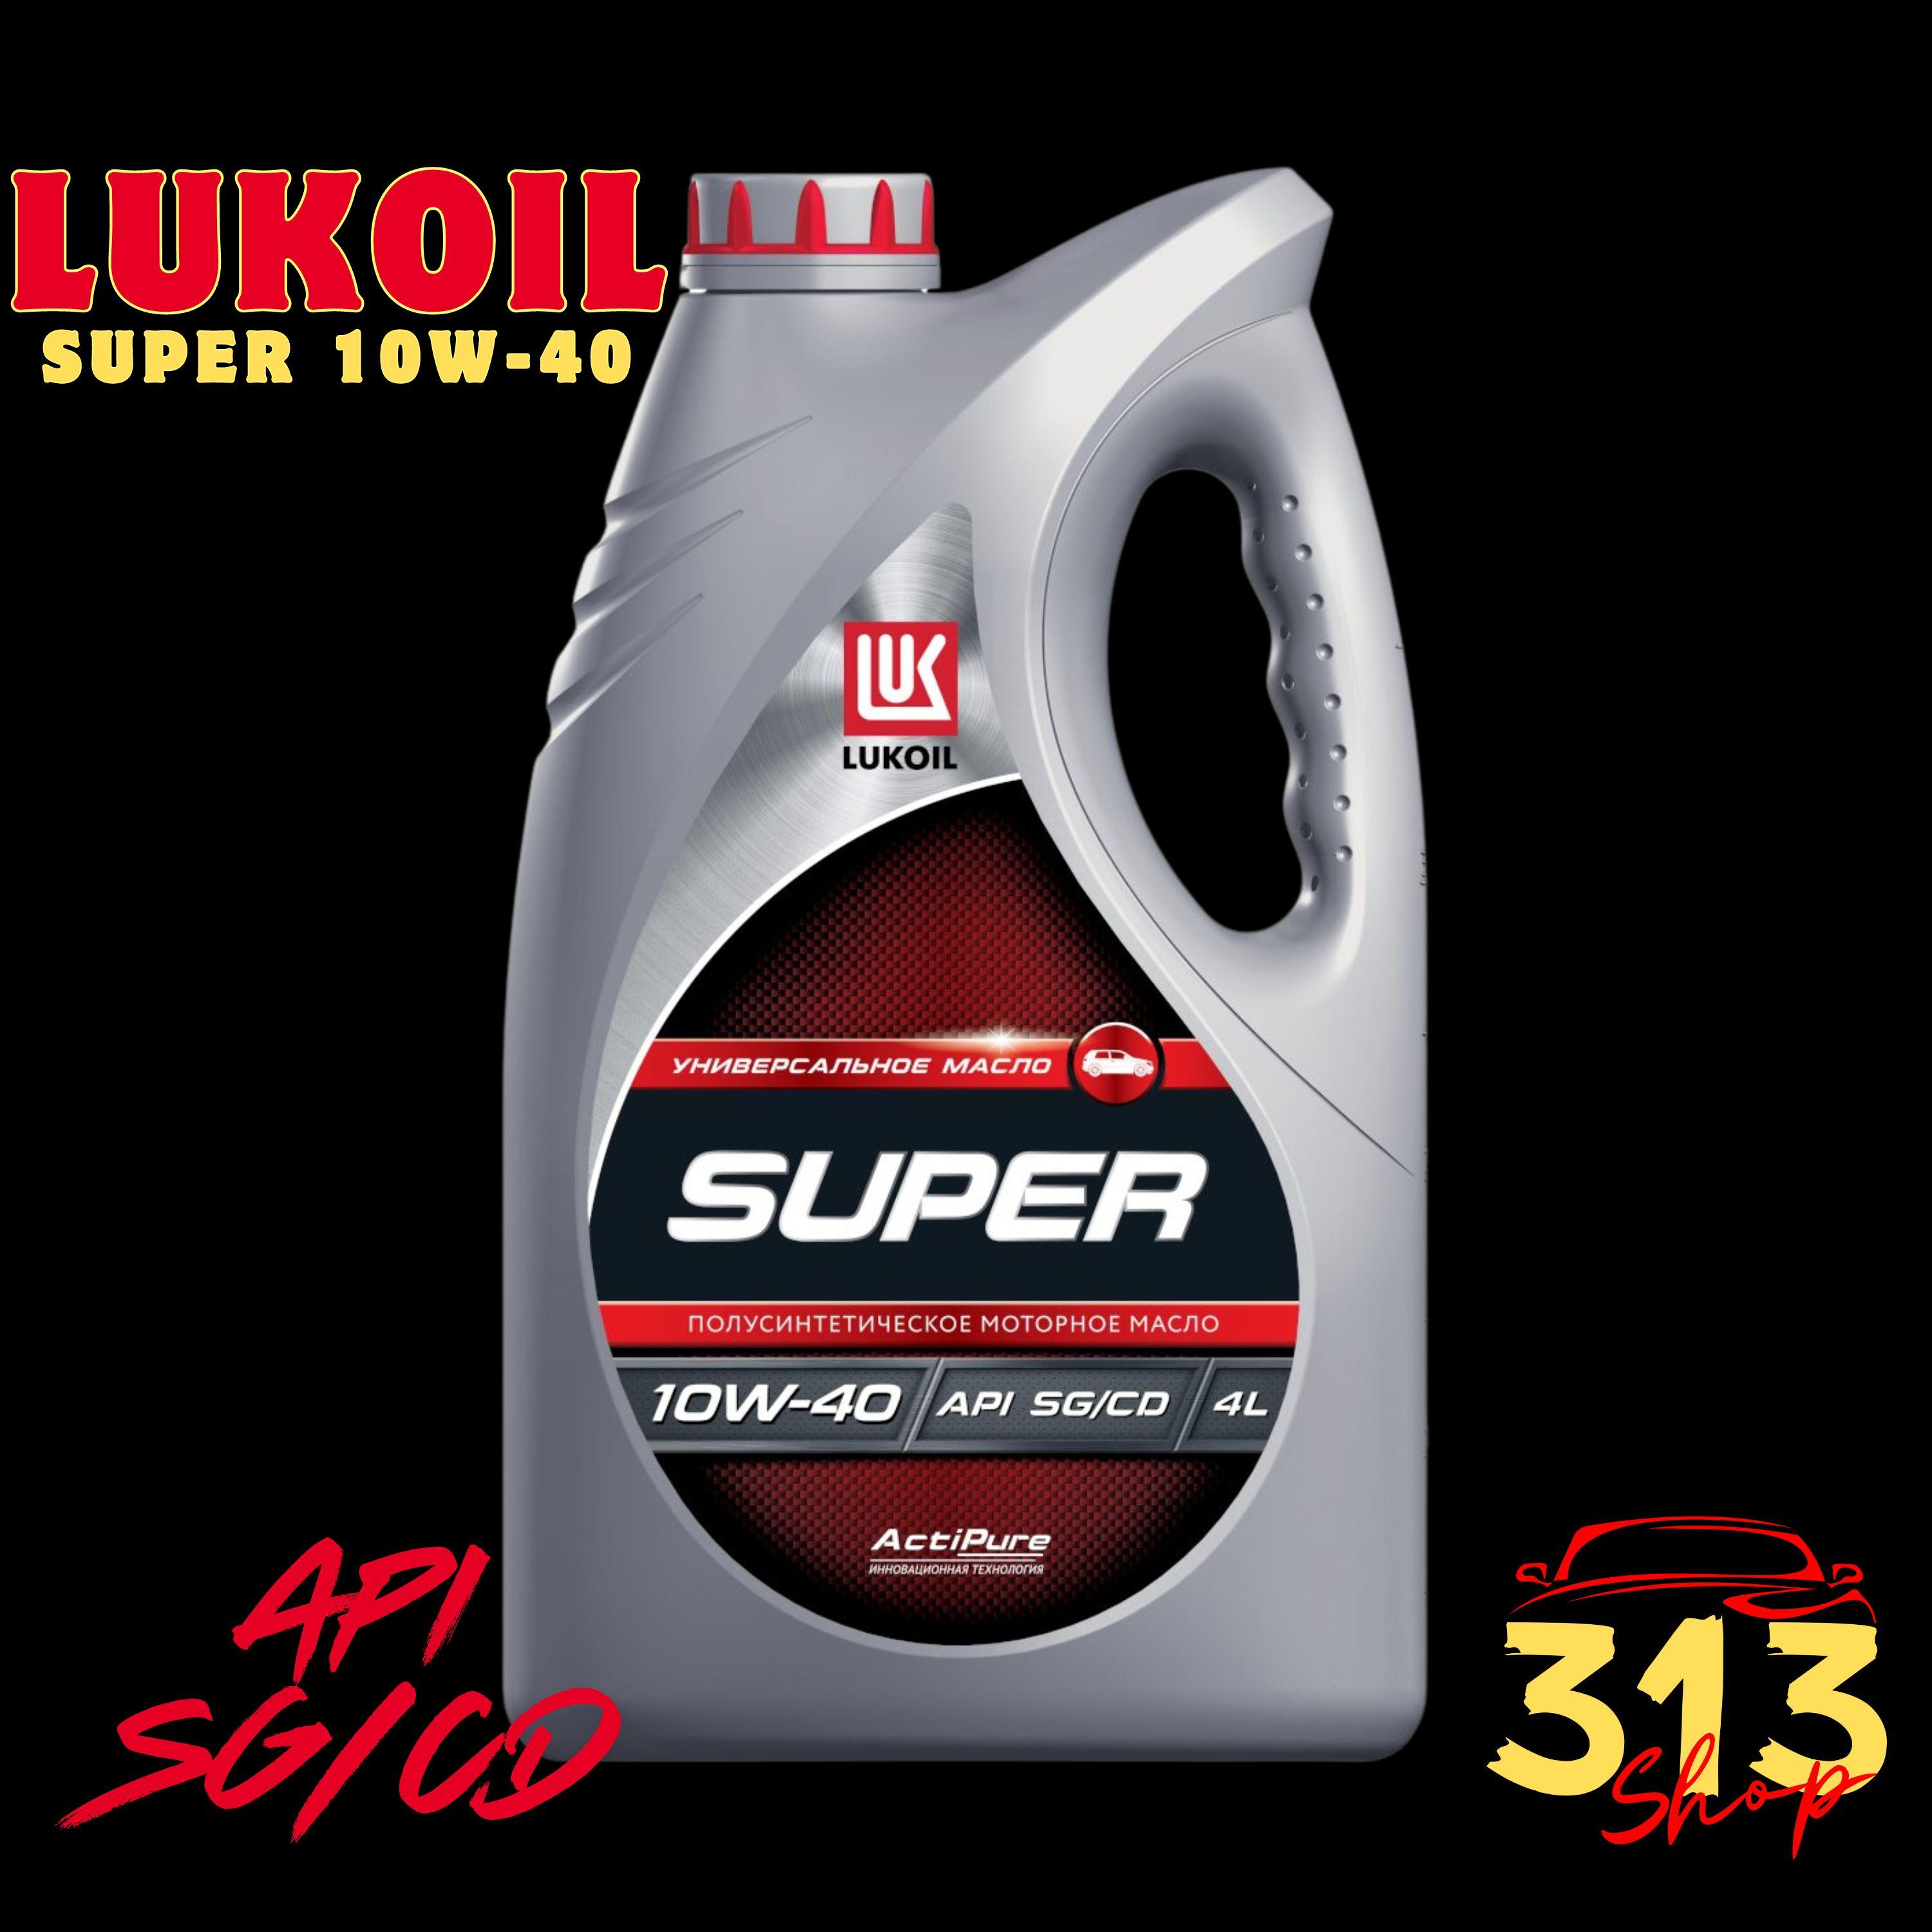 LUKOIL
SUPER 10W-40
LUK
LUKOIL
УНИВЕРСАЛЬНОЕ МАСЛО
SUPER
ПОЛУСИНТЕТИЧЕСКОЕ МОТОРНОЕ МАСЛО
10W-40 API SG/CD 4L
ActiPure
ИННОВАЦИОННАЯ ТЕХНОЛОГИЯ
API
SG/CD
313
Shop